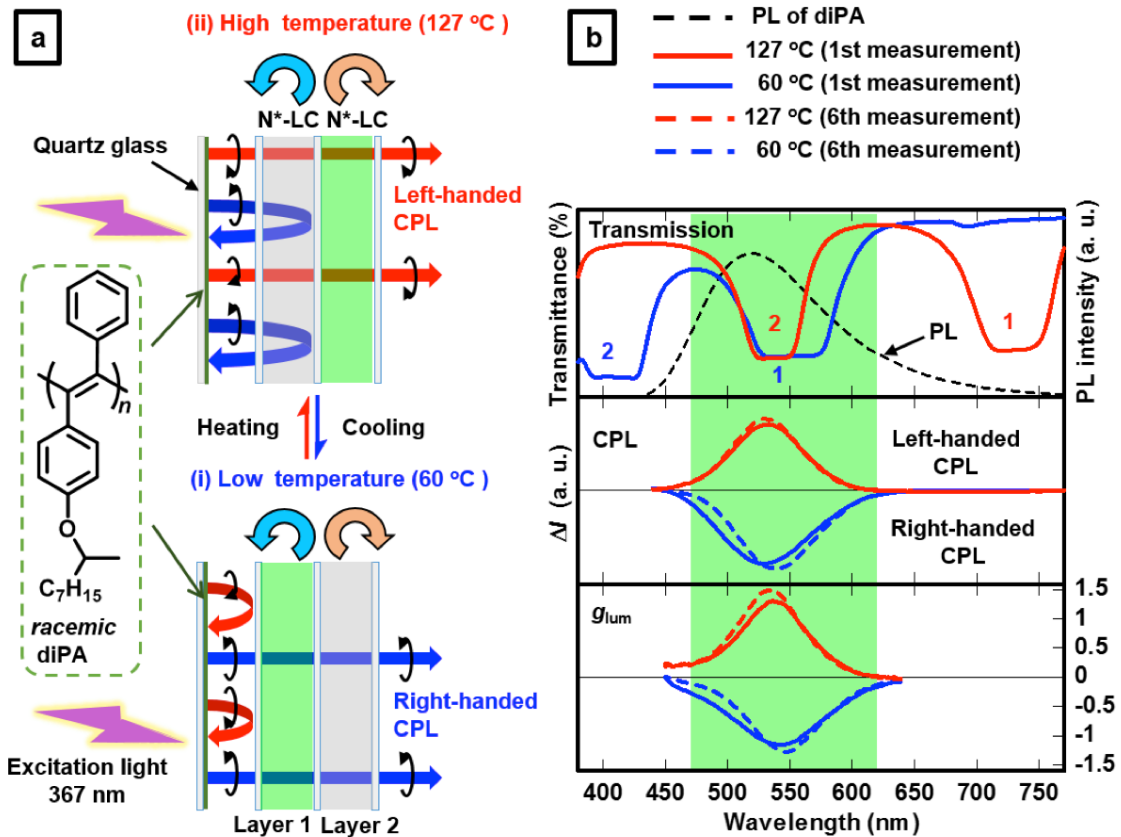 a
(ii) High temperature (127 °C )
N*-LC N*-LC
Quartz glass
Left-handed
CPL
n
O
C7H15
racemic
diPA
Heating
Cooling
(i) Low temperature (60 °C )
Right-handed
CPL
Excitation light
367 nm
Layer 1 Layer 2
b
PL of diPA
127 °C (1st measurement)
60 °C (1st measurement)
127 °C (6th measurement)
60 °C (6th measurement)
Transmittance (%)
Transmission
2
1
2
1
PL
PL intensity (a. u.)
ΔI (a. u.)
CPL
Left-handed
CPL
Right-handed
CPL
glum
1.5
1
0.5
0
-0.5
-1
-1.5
400 450 500 550 600 650 700 750
Wavelength (nm)